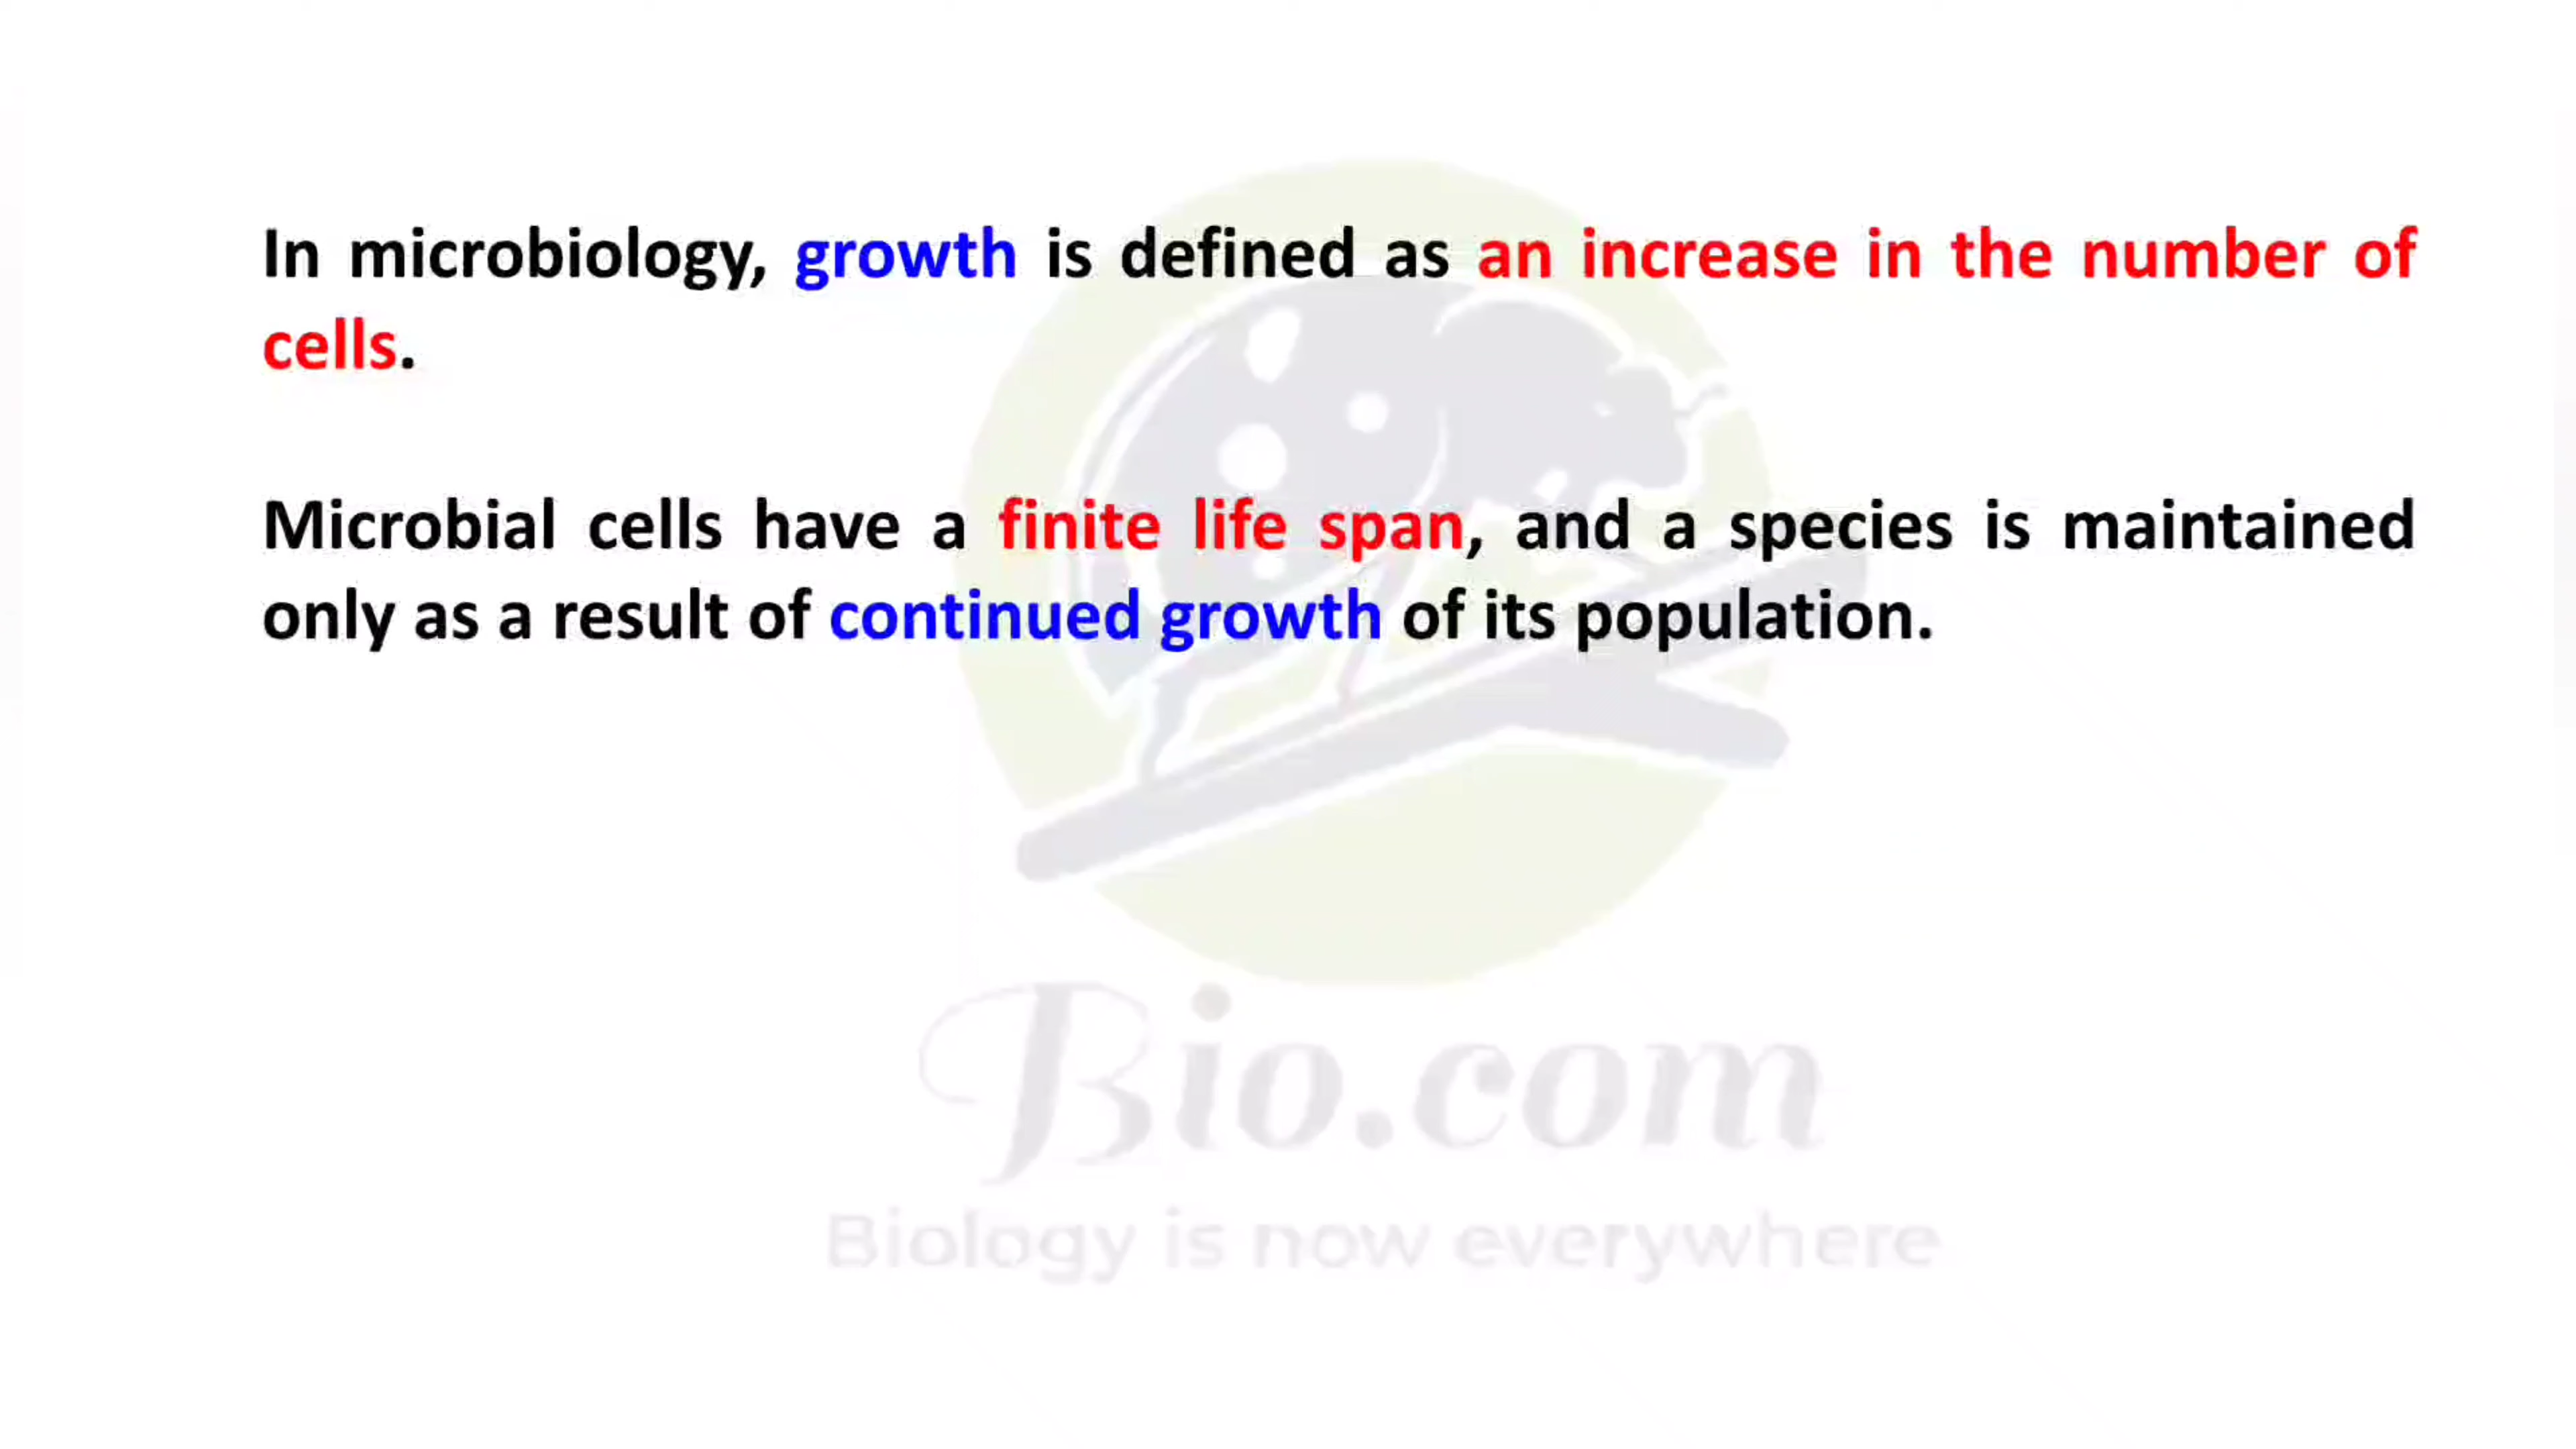 In microbiology, growth is defined as an increase in the number of
cells.
Microbial cells have a finite life span, and a species is maintained
only as a result of continued growth of its population.
Bio.com
Biology is now everywhere